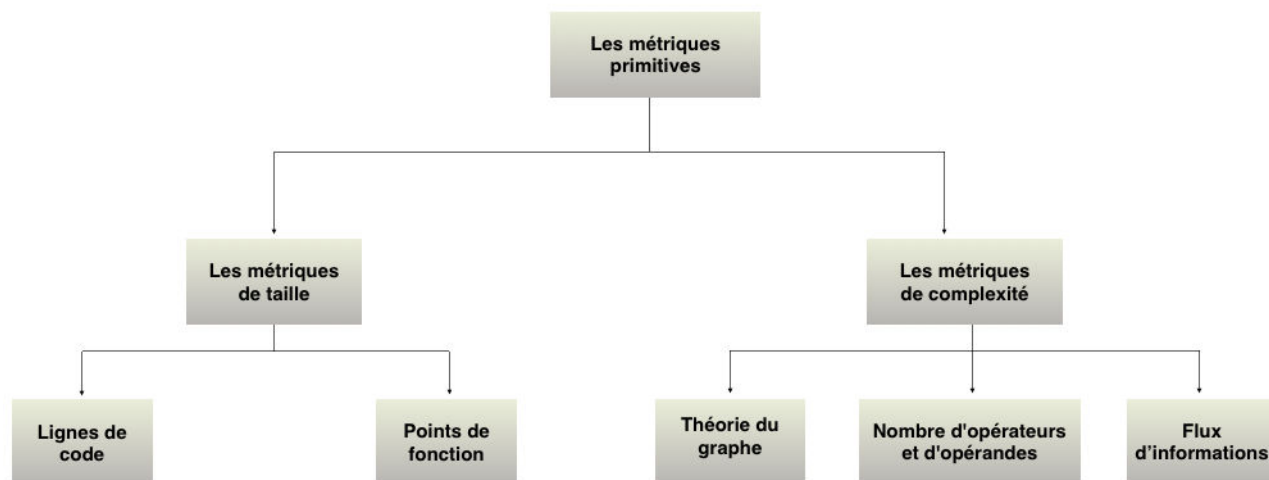 Les métriques
primitives
Les métriques
de taille
Les métriques
de complexité
Lignes de
code
Points de
fonction
Théorie du
graphe
Nombre d'opérateurs
et d'opérandes
Flux
d’informations